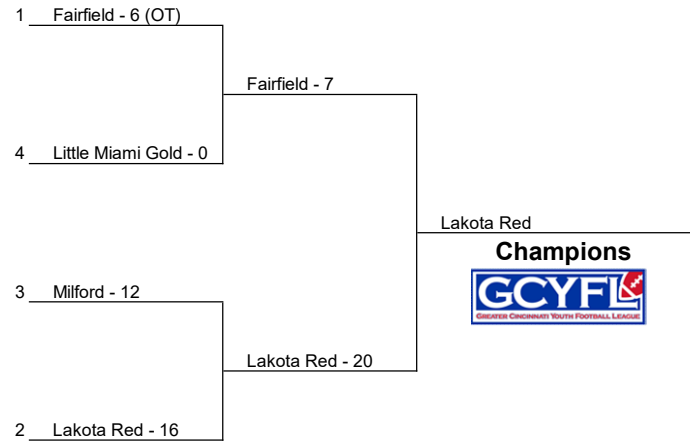 1 Fairfield - 6 (OT)
Fairfield - 7
4 Little Miami Gold - 0
Lakota Red
Champions
GCYFL
GREATER CINCINNATI YOUTH FOOTBALL LEAGUE
3 Milford - 12
Lakota Red - 20
2 Lakota Red - 16